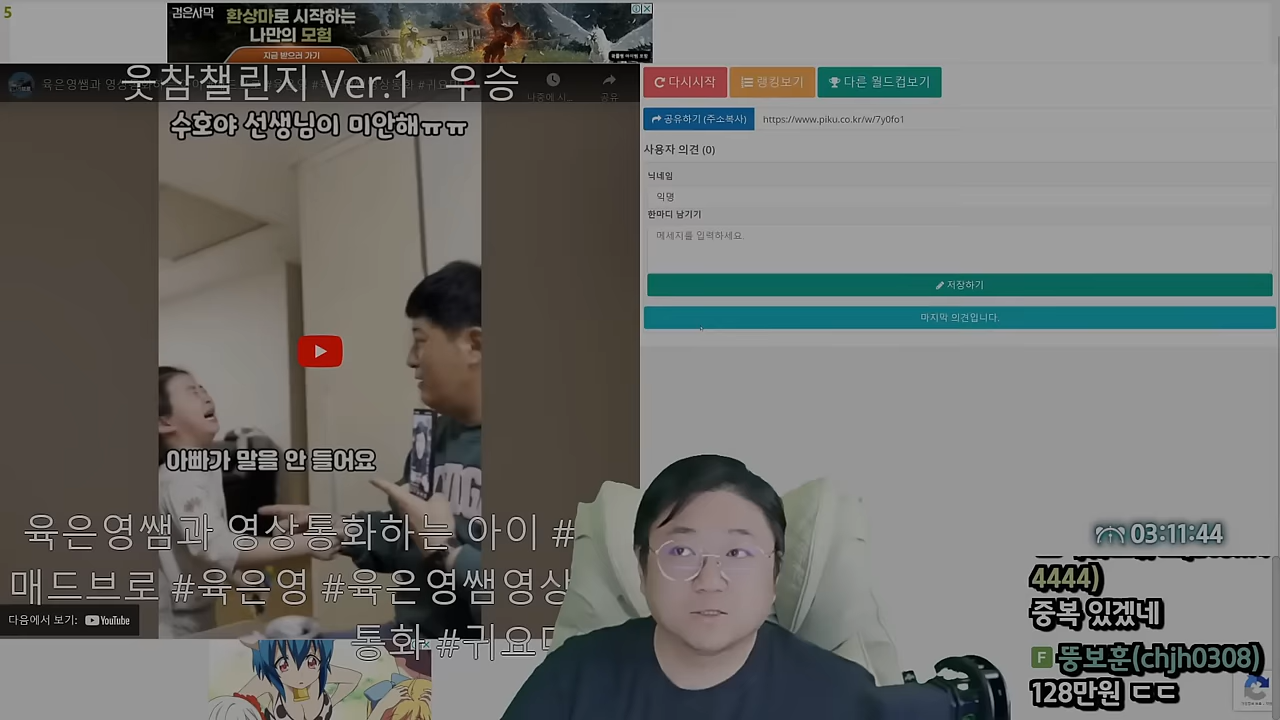 5
검은사막
환상마로 시작하는
나만의 모험
지금 받으러 가기
웃참챌린지 Ver.1 우승
나중에 시...
공유
수호야 선생님이 미안해ㅠㅠ
아빠가 말을 안 들어요
육은영쌤과 영상통화하는 아이 #
매드브로 #육은영 #육은영쌤영상
통화 #귀요미
다음에서 보기: YouTube
다시시작
랭킹보기
다른 월드컵보기
공유하기 (주소복사)
https://www.piku.co.kr/w/7y0fo1
사용자 의견 (0)
닉네임
익명
한마디 남기기
메세지를 입력하세요.
저장하기
마지막 의견입니다.
03:11:44
4444)
중복 있겠네
F 뚱보훈(chjh0308)
128만원 ㄷㄷ